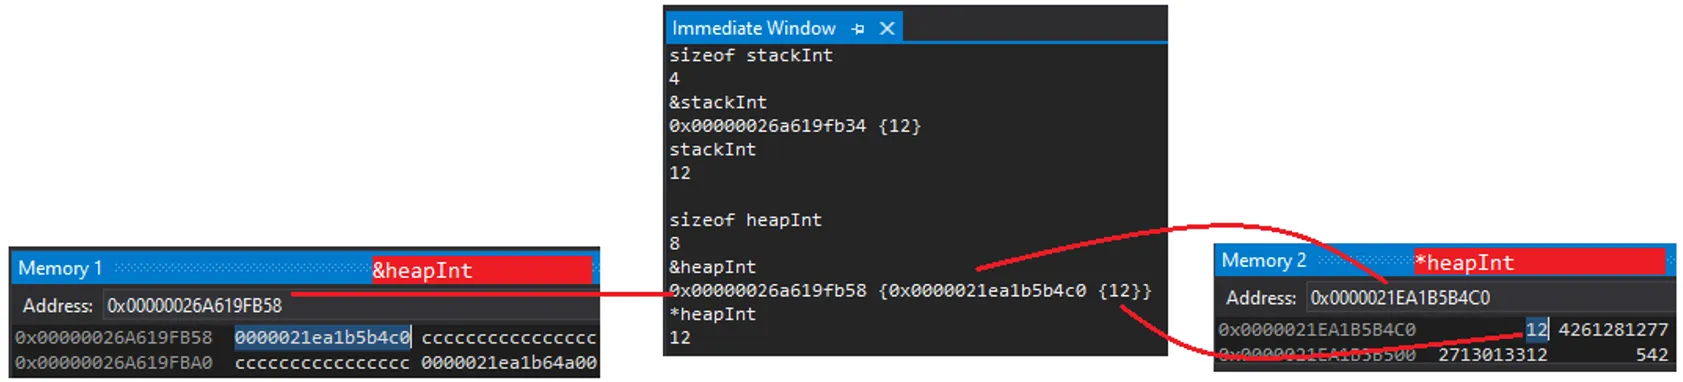 Immediate Window
sizeof stackInt
4
&stackInt
0x00000026a619fb34 {12}
stackInt
12
sizeof heapInt
8
&heapInt
0x00000026a619fb58 {0x0000021ea1b5b4c0 {12}}
*heapInt
12
Memory 1 &heapInt
Address: 0x00000026A619FB58
0x00000026A619FB58 0000021ea1b5b4c0 cccccccccccccccc
0x00000026A619FBA0 cccccccccccccccc 0000021ea1b64a00
Memory 2 *heapInt
Address: 0x0000021EA1B5B4C0
0x0000021EA1B5B4C0 12 4261281277
0x0000021EA1B5B500 2713013312 542